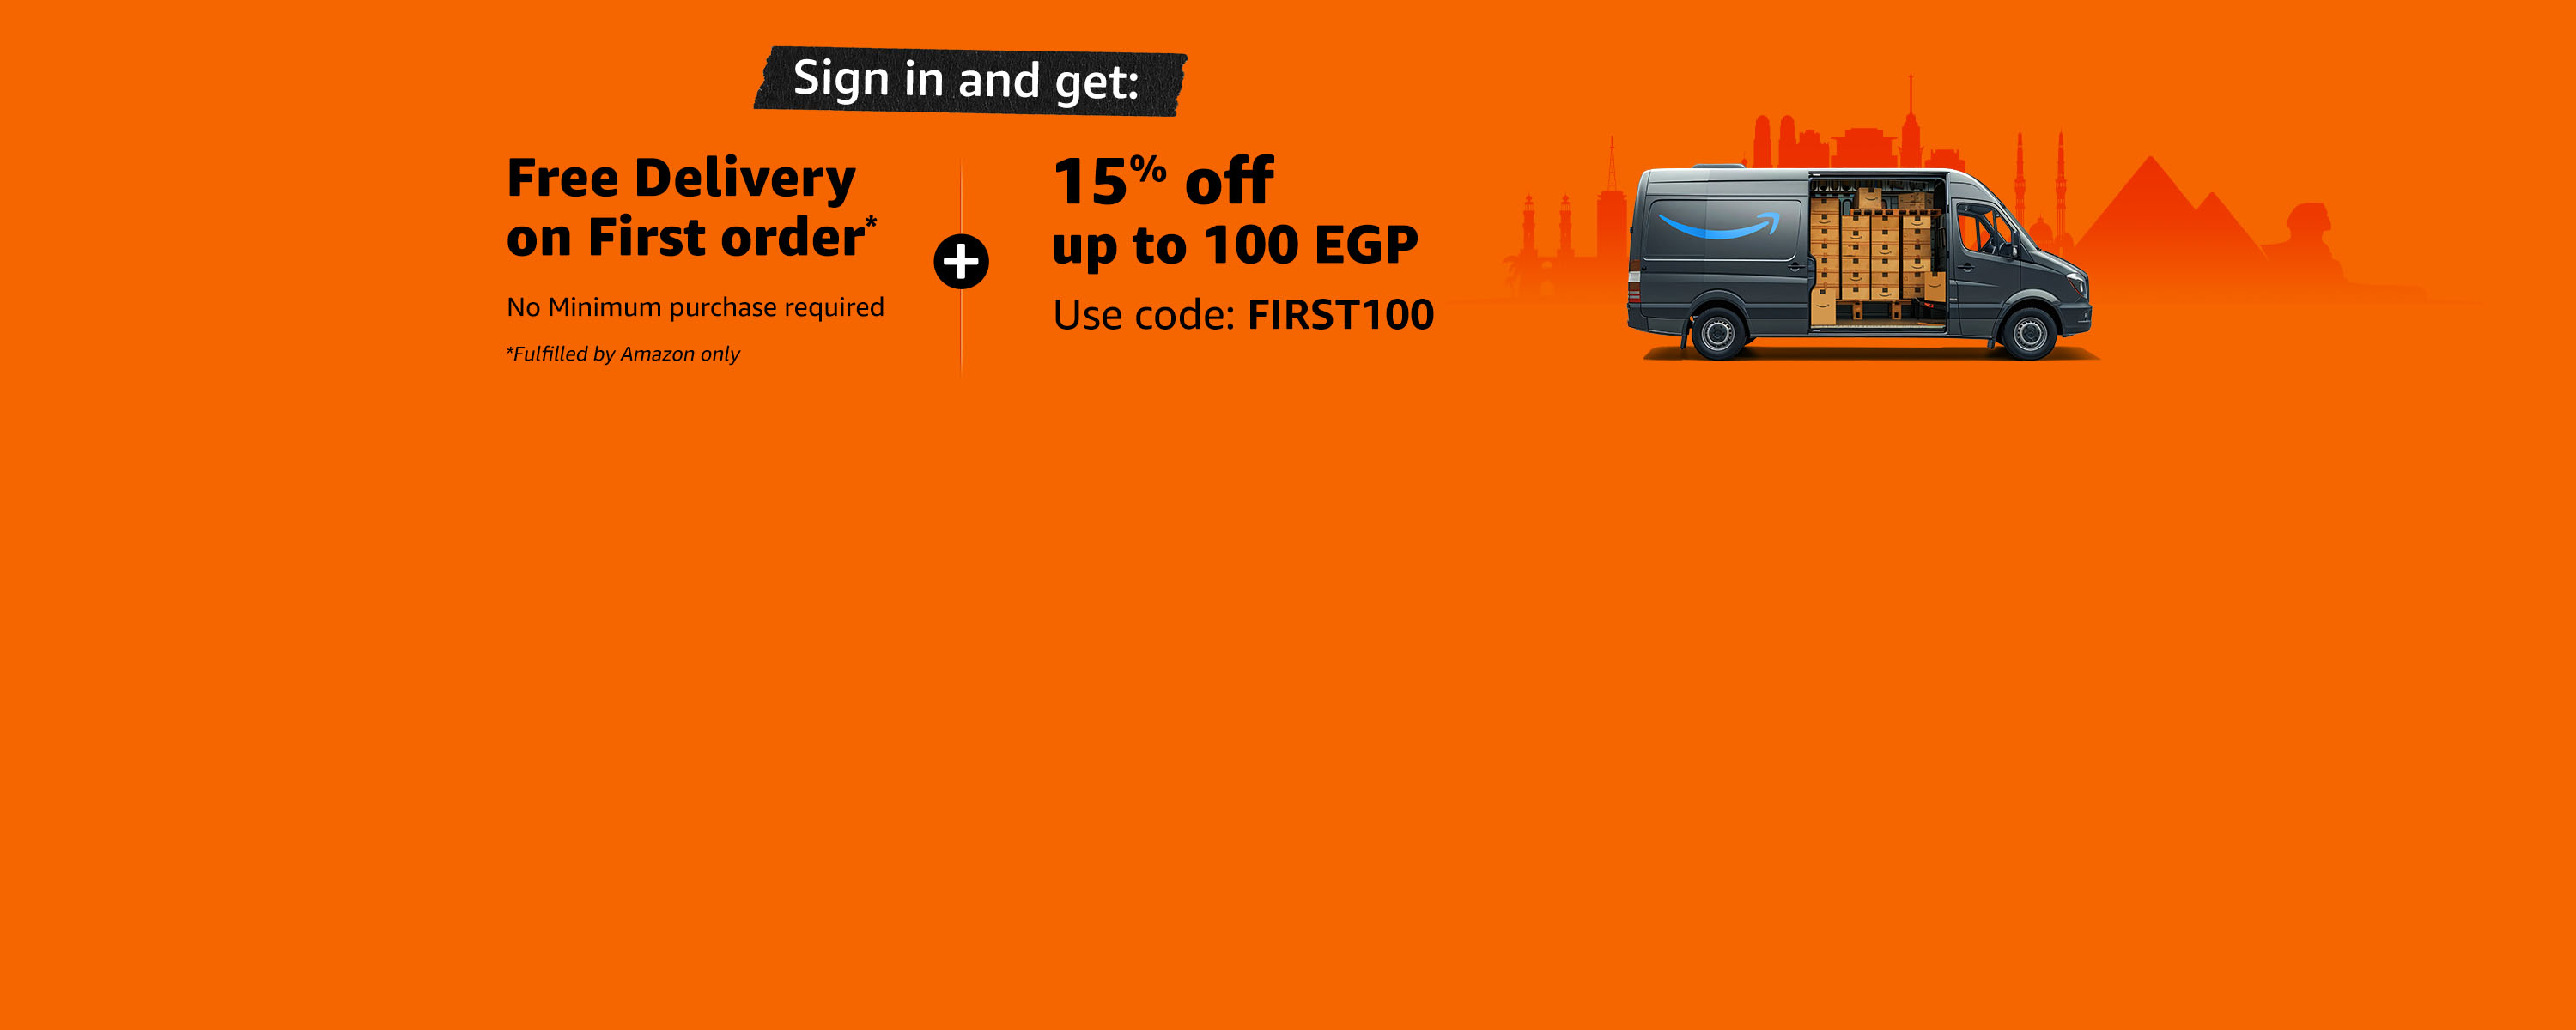 Sign in and get:
Free Delivery
on First order*
No Minimum purchase required
*Fulfilled by Amazon only
15% off
up to 100 EGP
Use code: FIRST100